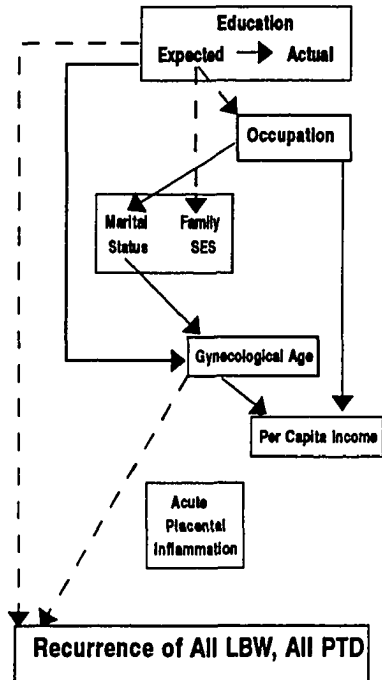 Education
Expected Actual
Occupation
Marital Family
Status SES
Gynecological Age
Per Capita Income
Acute
Placental
Inflammation
Recurrence of All LBW, All PTD